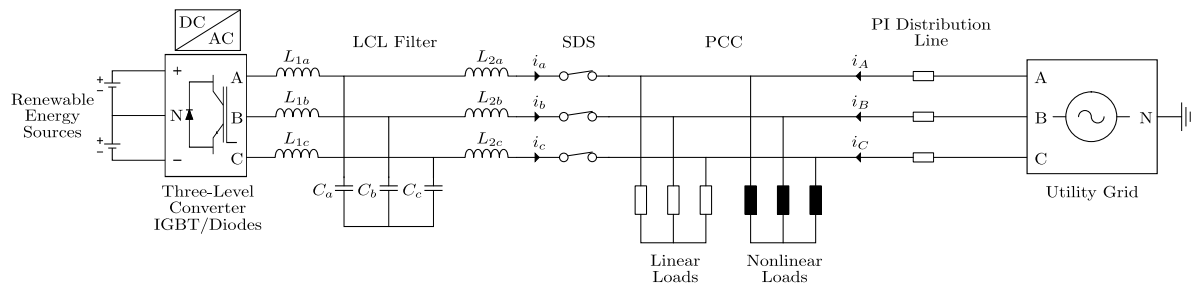 DC
AC
LCL Filter
SDS
PCC
PI Distribution
Line
L1a
L2a
ia
iA
+
A
A
+
−
Renewable
Energy
Sources
N
L1b
B
L2b
ib
iB
B
N
+
−
−
L1c
C
L2c
ic
iC
C
Ca
Cb
Cc
Three-Level
Converter
IGBT/Diodes
Utility Grid
Linear
Loads
Nonlinear
Loads